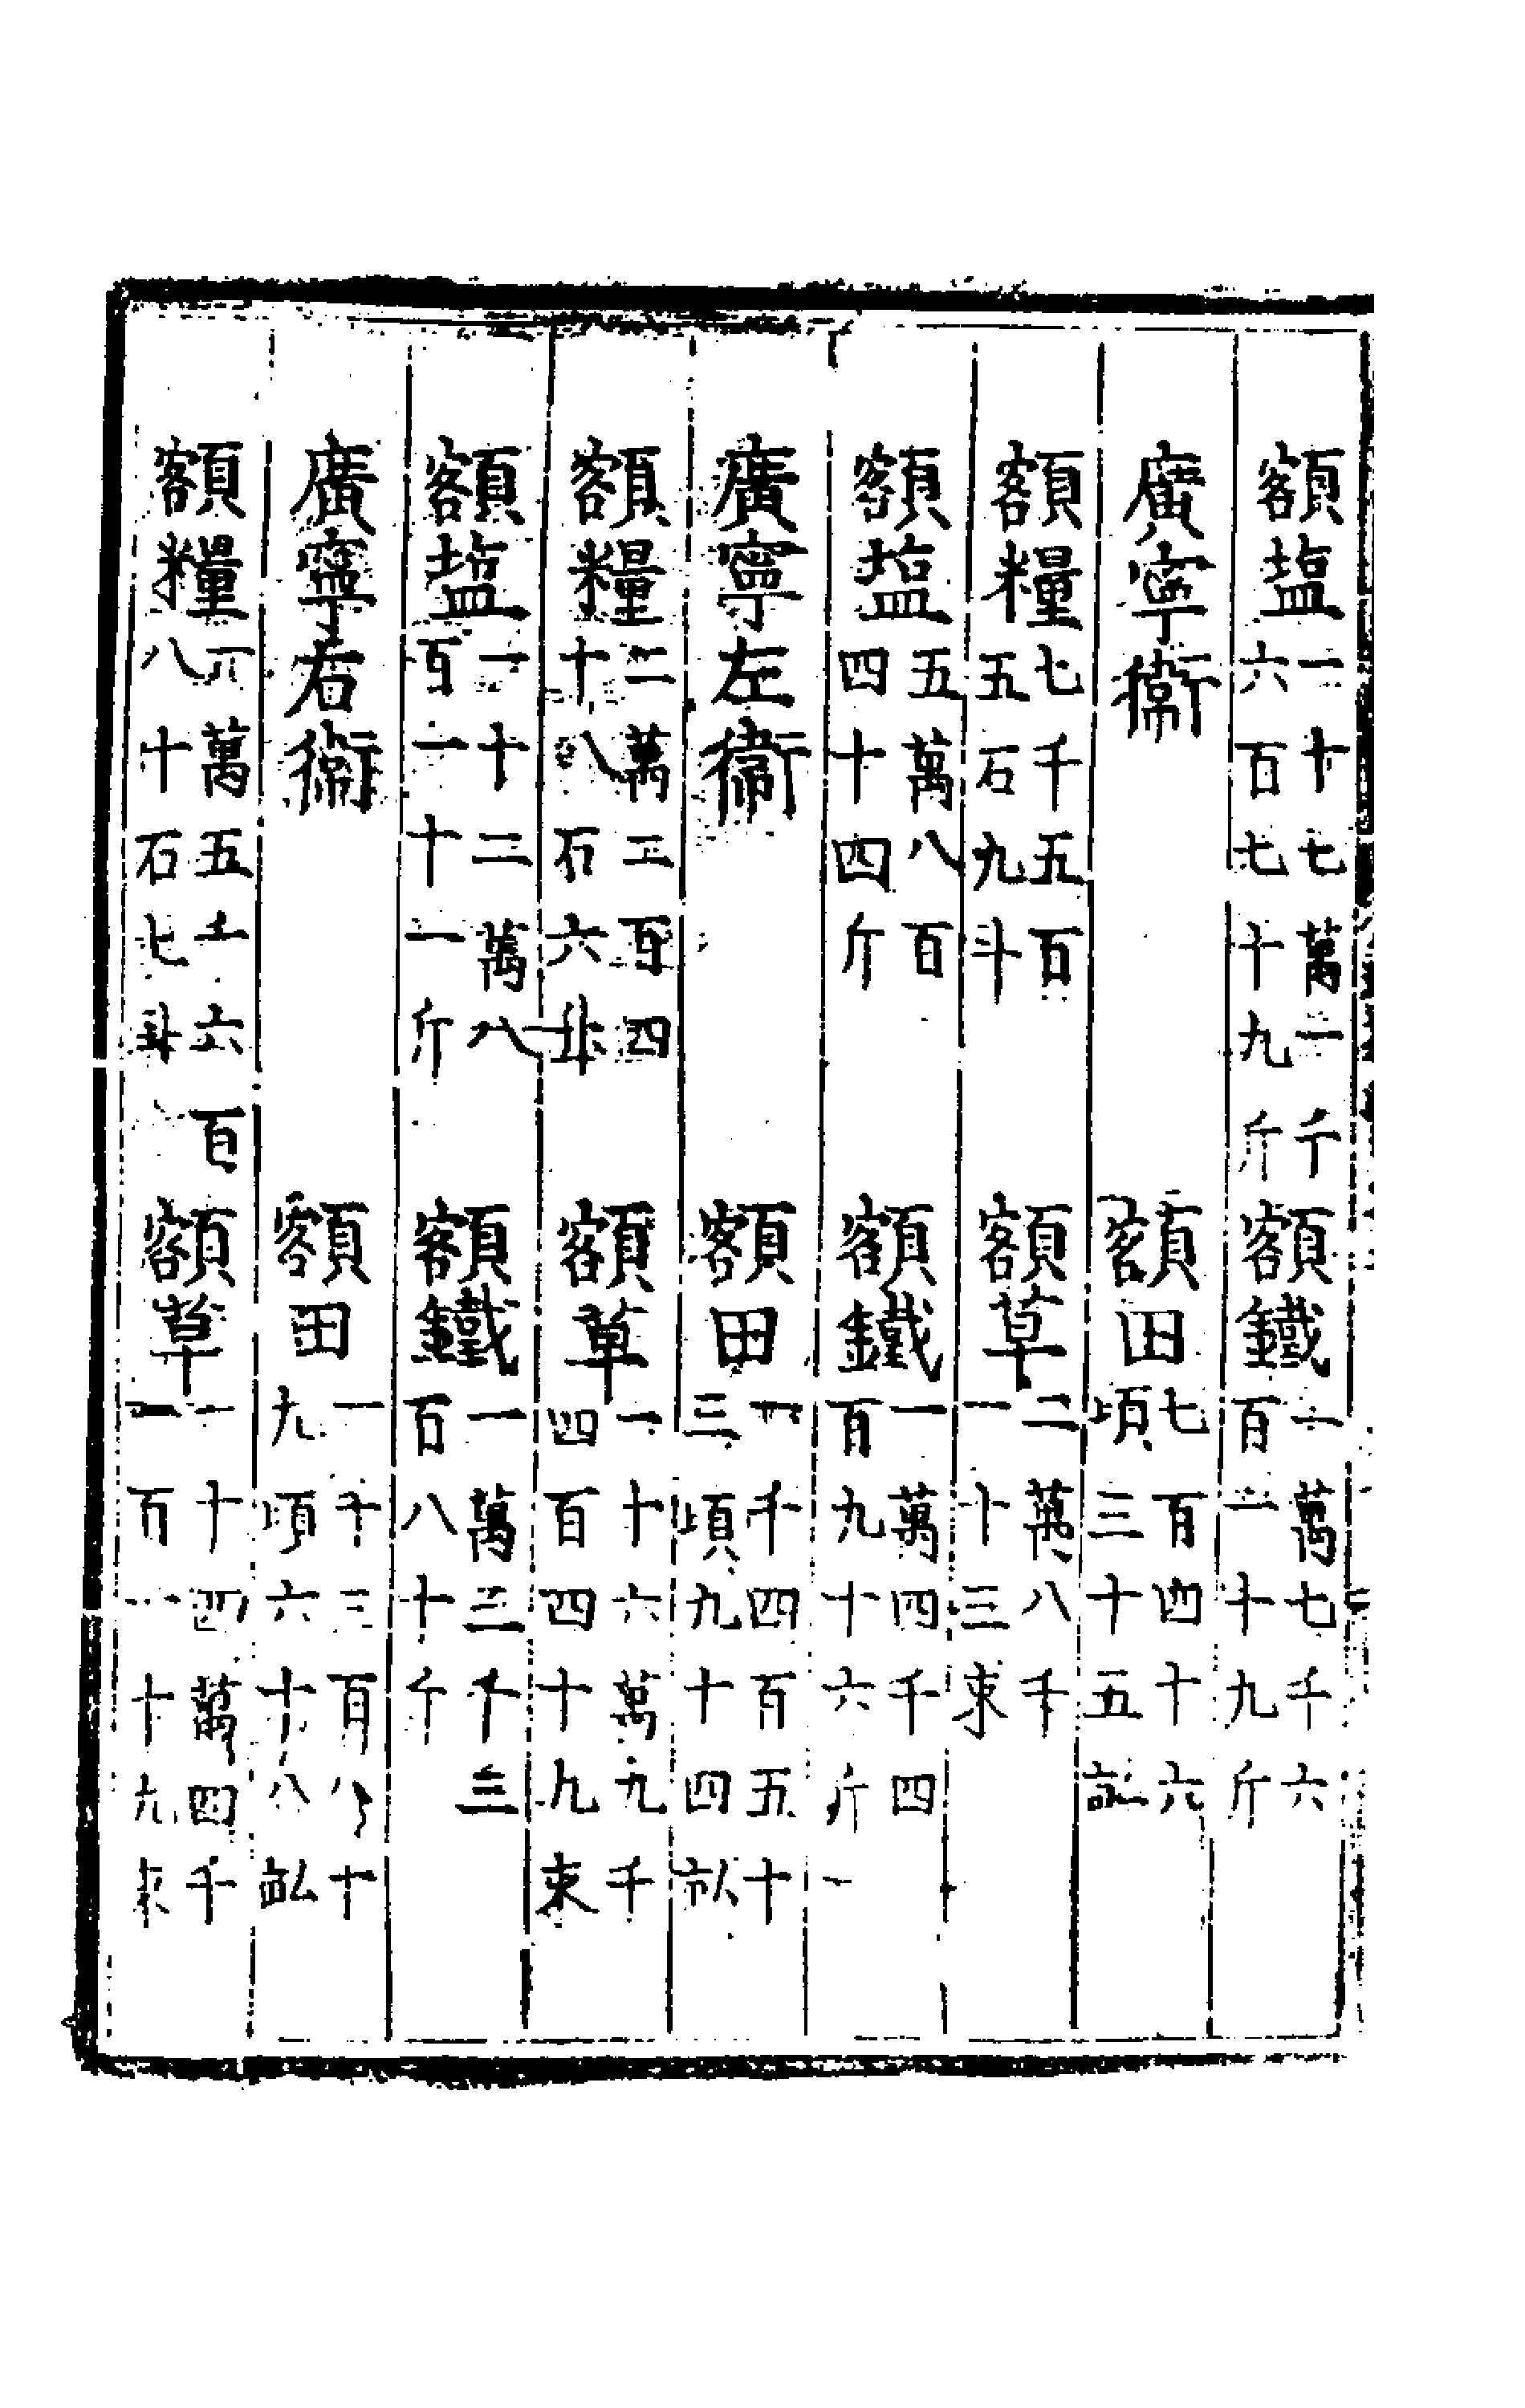 額塩一十七萬一千六百七十九斤　額鐵一萬七千六百一十九斤
廣寧衛　額田七百四十六頃三十五畝
額糧七千五百五石九斗　額草二萬八千一十三束
額塩五萬八百四十四斤　額鐵一萬四千四百九十六斤
廣寧左衛　額田一千四百五十三頃九十四畝
額糧二萬三百四十八石六斗　額草一十六萬九千四百四十九束
額塩一十二萬八百一十一斤　額鐵一萬三千三百八十斤
廣寧右衛　額田一千三百八十九頃六十八畝
額糧六萬五千六百八十石七斗　額草一十四萬四千一百一十九束